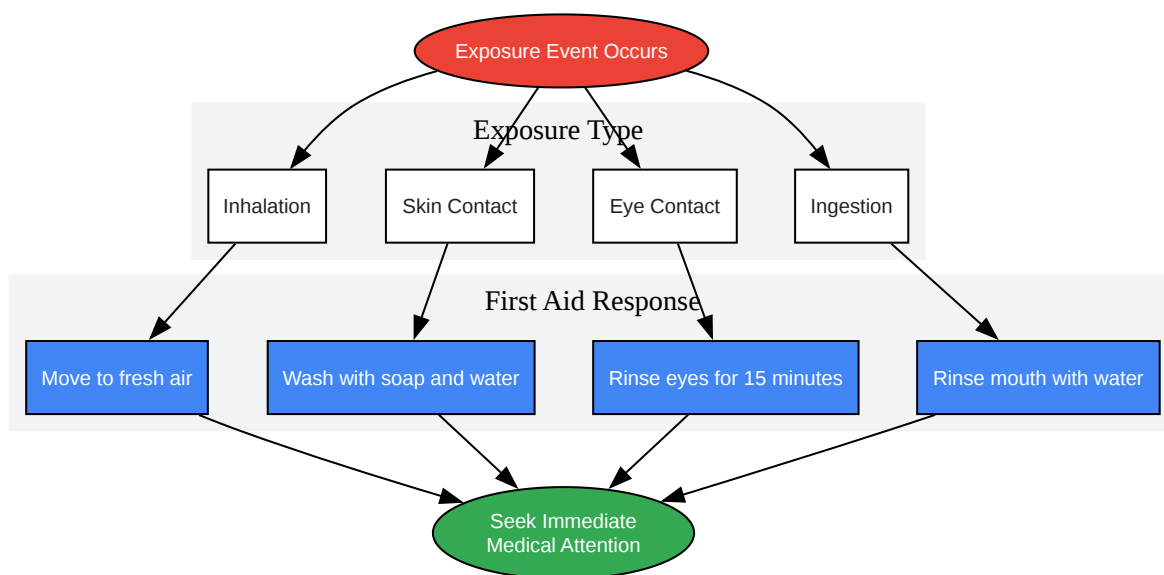 Exposure Event Occurs
Exposure Type
Inhalation
Skin Contact
Eye Contact
Ingestion
First Aid Response
Move to fresh air
Wash with soap and water
Rinse eyes for 15 minutes
Rinse mouth with water
Seek Immediate
Medical Attention